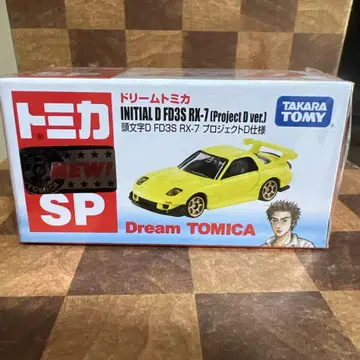 トミカ
NEW!
SP
ドリームトミカ
INITIAL D FD3S RX-7 (Project D ver.)
頭文字D FD3S RX-7 プロジェクトD仕様
TAKARA
TOMY
Dream TOMICA